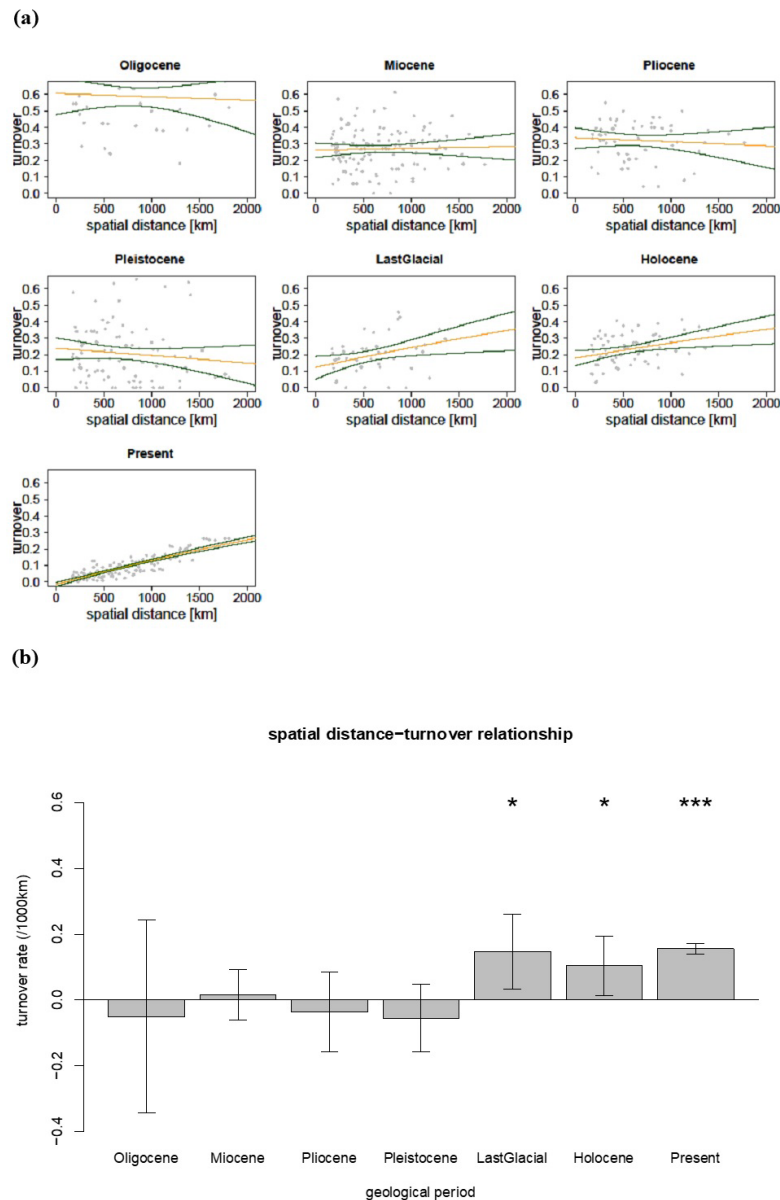 (a)
Oligocene
Miocene
Pliocene
turnover
0.0 0.1 0.2 0.3 0.4 0.5 0.6
turnover
0.0 0.1 0.2 0.3 0.4 0.5 0.6
turnover
0.0 0.1 0.2 0.3 0.4 0.5 0.6
0 500 1000 1500 2000
0 500 1000 1500 2000
0 500 1000 1500 2000
spatial distance [km]
spatial distance [km]
spatial distance [km]
Pleistocene
LastGlacial
Holocene
turnover
0.0 0.1 0.2 0.3 0.4 0.5 0.6
turnover
0.0 0.1 0.2 0.3 0.4 0.5 0.6
turnover
0.0 0.1 0.2 0.3 0.4 0.5 0.6
0 500 1000 1500 2000
0 500 1000 1500 2000
0 500 1000 1500 2000
spatial distance [km]
spatial distance [km]
spatial distance [km]
Present
turnover
0.0 0.1 0.2 0.3 0.4 0.5 0.6
0 500 1000 1500 2000
spatial distance [km]
(b)
spatial distance−turnover relationship
turnover rate (/1000km)
−0.4 −0.2 0.0 0.2 0.4 0.6
* * ***
Oligocene Miocene Pliocene Pleistocene LastGlacial Holocene Present
geological period